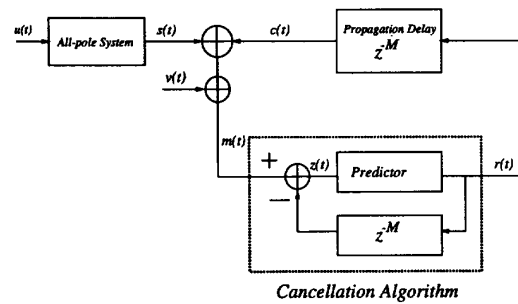 u(t)
All-pole System
s(t)
c(t)
Propagation Delay
z^-M
v(t)
m(t)
+
z(t)
Predictor
r(t)
−
z^-M
Cancellation Algorithm